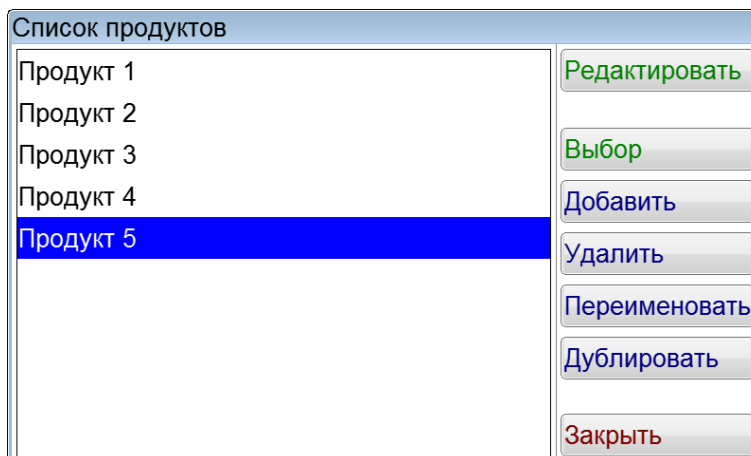 Список продуктов
Продукт 1
Продукт 2
Продукт 3
Продукт 4
Продукт 5
Редактировать
Выбор
Добавить
Удалить
Переименовать
Дублировать
Закрыть